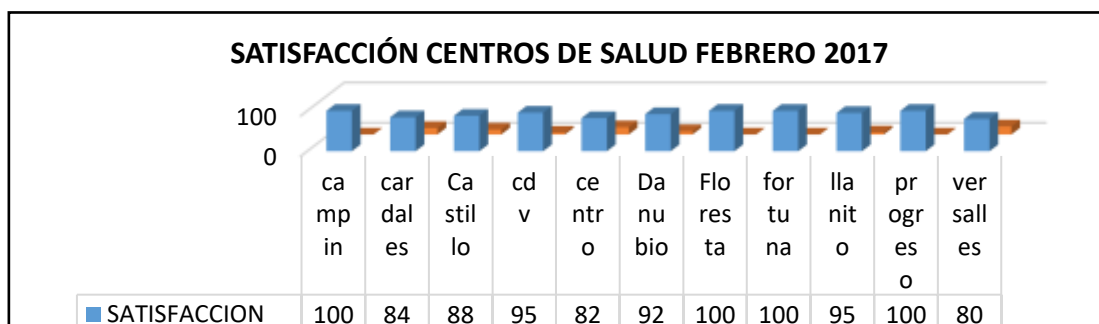 SATISFACCIÓN CENTROS DE SALUD FEBRERO 2017
100
0
ca car Ca cd ce Da Flo for lla pr ver
mp dal stil v ntr nu res tu nit ogr sall
in es lo o bio ta na o es es
o
SATISFACCION 100 84 88 95 82 92 100 100 95 100 80